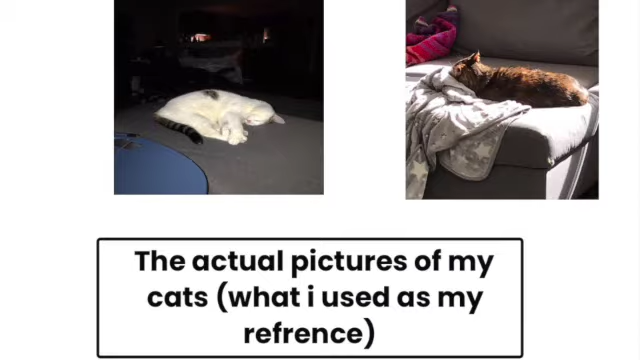 The actual pictures of my
cats (what i used as my
refrence)